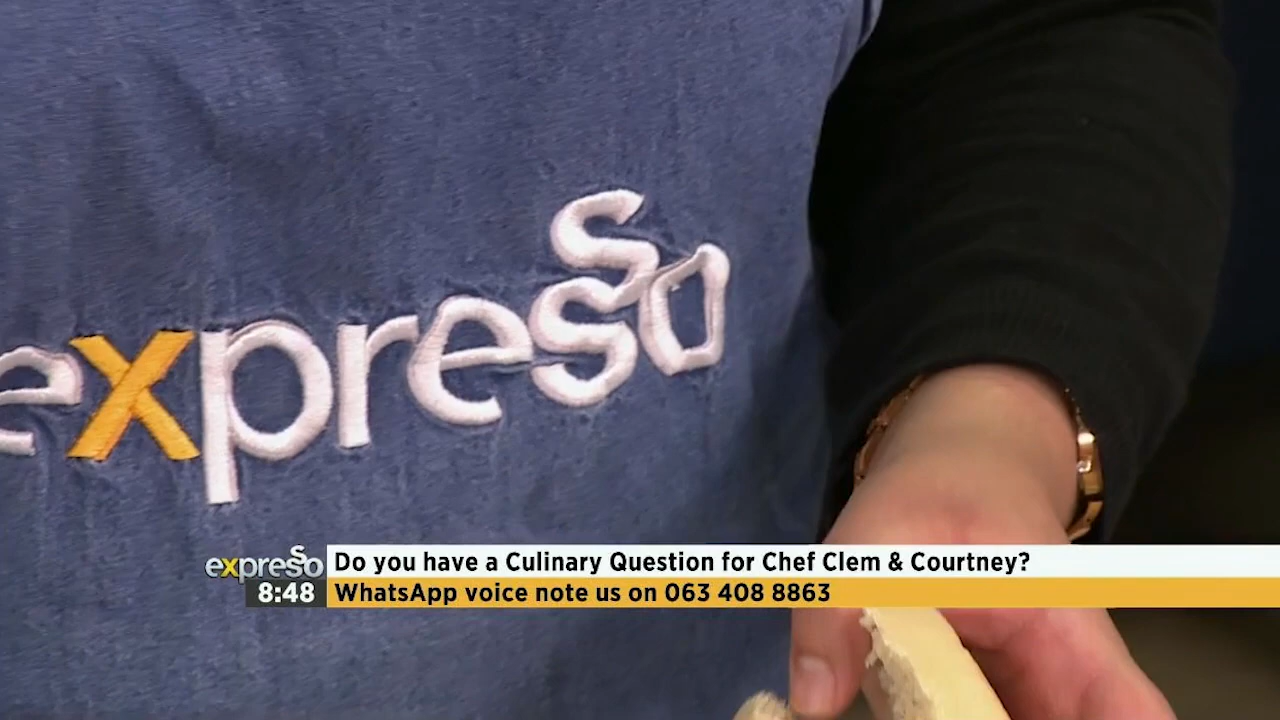 expresso
expresso
Do you have a Culinary Question for Chef Clem & Courtney?
8:48
WhatsApp voice note us on 063 408 8863